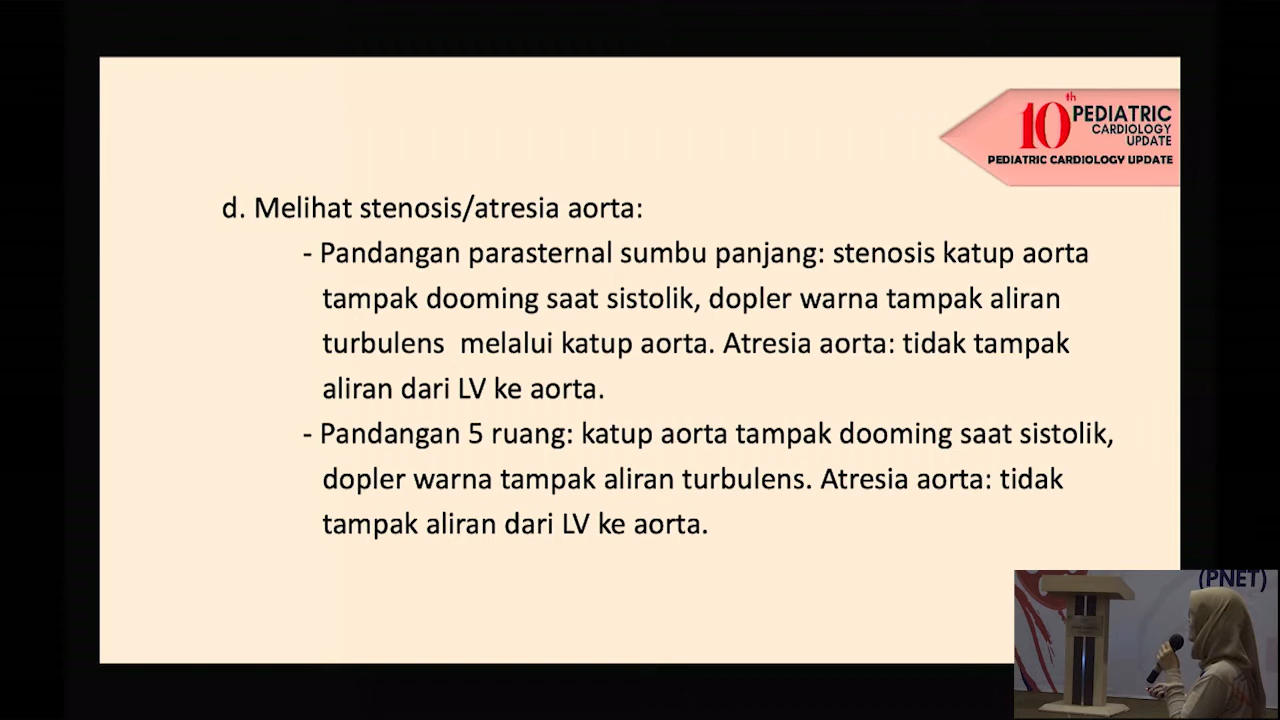 10th PEDIATRIC
CARDIOLOGY
UPDATE
PEDIATRIC CARDIOLOGY UPDATE
d. Melihat stenosis/atresia aorta:
- Pandangan parasternal sumbu panjang: stenosis katup aorta
tampak dooming saat sistolik, dopler warna tampak aliran
turbulens  melalui katup aorta. Atresia aorta: tidak tampak
aliran dari LV ke aorta.
- Pandangan 5 ruang: katup aorta tampak dooming saat sistolik,
dopler warna tampak aliran turbulens. Atresia aorta: tidak
tampak aliran dari LV ke aorta.
(PNET)